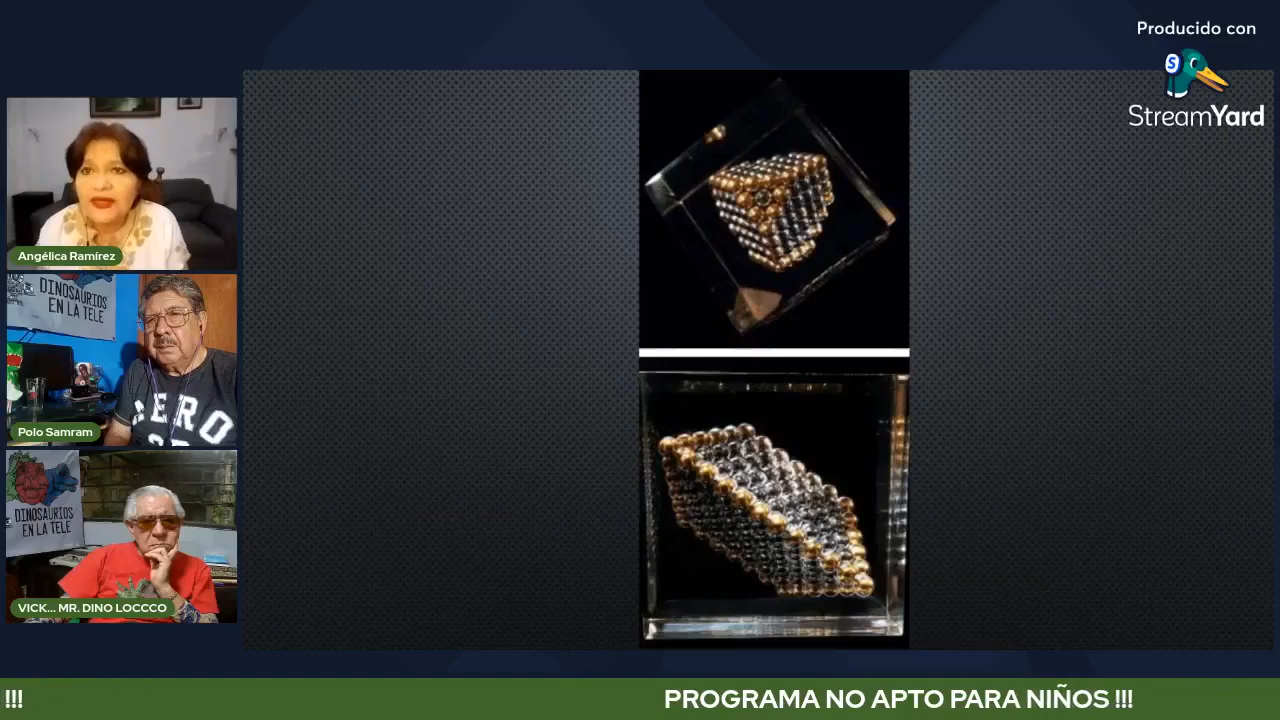 Producido con
S
StreamYard
Angélica Ramírez
DINOSAURIOS
EN LA TELE
Polo Samram
DINOSAURIOS
EN LA TELE
VICK... MR. DINO LOCCCO
!!!
PROGRAMA NO APTO PARA NIÑOS !!!